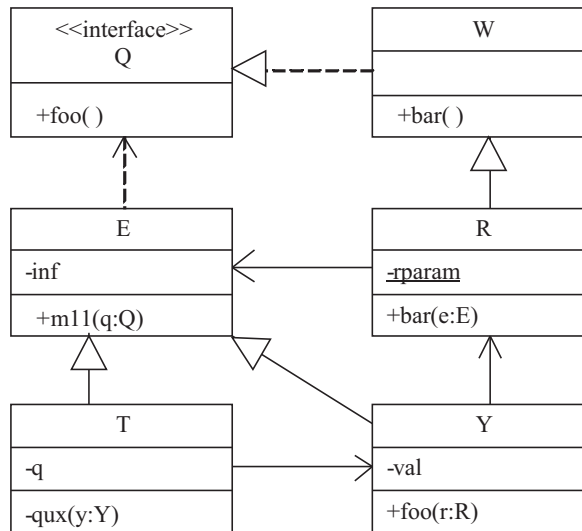 <<interface>>
Q
+foo( )
W
+bar( )
E
-inf
+m11(q:Q)
R
-rparam
+bar(e:E)
T
-q
-qux(y:Y)
Y
-val
+foo(r:R)